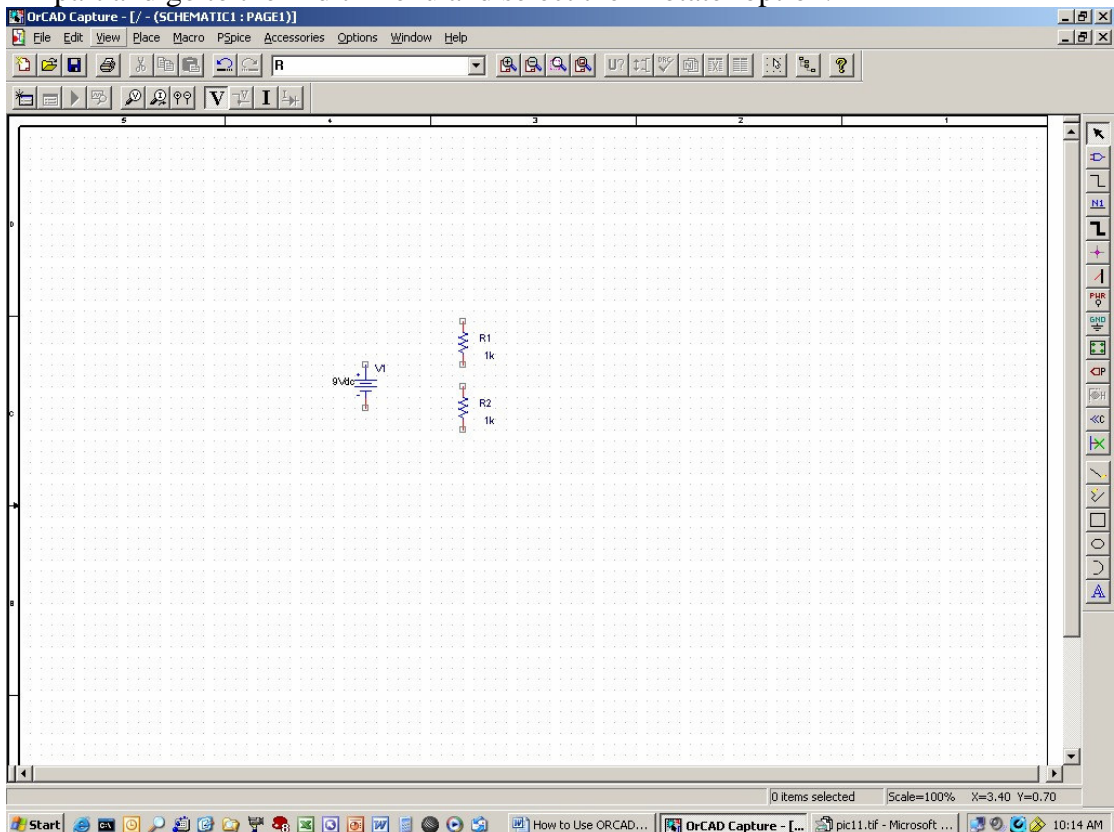 OrCAD Capture - [/ - (SCHEMATIC1 : PAGE1)]
File Edit View Place Macro PSpice Accessories Options Window Help
R
U?
DRC
V I
5 4 3 2 1
D
R1
1k
V1
9Vdc
+
-
R2
1k
C
B
N1
PWR
GND
A
0 items selected Scale=100% X=3.40 Y=0.70
Start How to Use ORCAD... OrCAD Capture - [... pic11.tif - Microsoft ... 10:14 AM